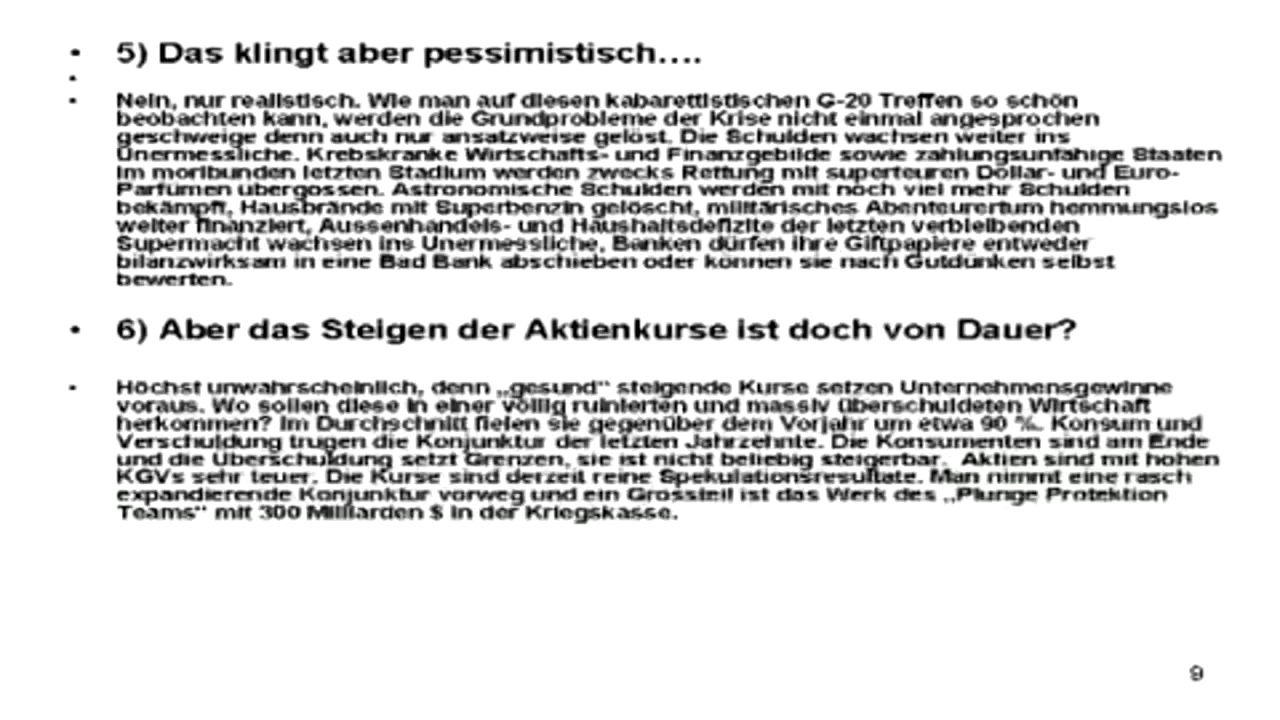 • 5) Das klingt aber pessimistisch….
•
• Nein, nur realistisch. Wie man auf diesen kabarettistischen G-20 Treffen so schön
beobachten kann, werden die Grundprobleme der Krise nicht einmal angesprochen
geschweige denn auch nur ansatzweise gelöst. Die Schulden wachsen weiter ins
Unermessliche. Krebskranke Wirtschafts- und Finanzgebilde sowie zahlungsunfähige Staaten
im moribunden letzten Stadium werden zwecks Rettung mit superteuren Dollar- und Euro-
Parfümen übergossen. Astronomische Schulden werden mit noch viel mehr Schulden
bekämpft, Hausbrände mit Superbenzin gelöscht, militärisches Abenteurertum hemmungslos
weiter finanziert, Aussenhandels- und Haushaltsdefizite der letzten verbleibenden
Supermacht wachsen ins Unermessliche, Banken dürfen ihre Giftpapiere entweder
bilanzwirksam in eine Bad Bank abschieben oder können sie nach Gutdünken selbst
bewerten.
• 6) Aber das Steigen der Aktienkurse ist doch von Dauer?
• Höchst unwahrscheinlich, denn „gesund“ steigende Kurse setzen Unternehmensgewinne
voraus. Wo sollen diese in einer völlig ruinierten und massiv überschuldeten Wirtschaft
herkommen? Im Durchschnitt fielen sie gegenüber dem Vorjahr um etwa 90 %. Konsum und
Verschuldung trugen die Konjunktur der letzten Jahrzehnte. Die Konsumenten sind am Ende
und die Überschuldung setzt Grenzen, sie ist nicht beliebig steigerbar. Aktien sind mit hohen
KGVs sehr teuer. Die Kurse sind derzeit reine Spekulationsresultate. Man nimmt eine rasch
expandierende Konjunktur vorweg und ein Grossteil ist das Werk des „Plunge Protektion
Teams“ mit 300 Milliarden $ in der Kriegskasse.
9